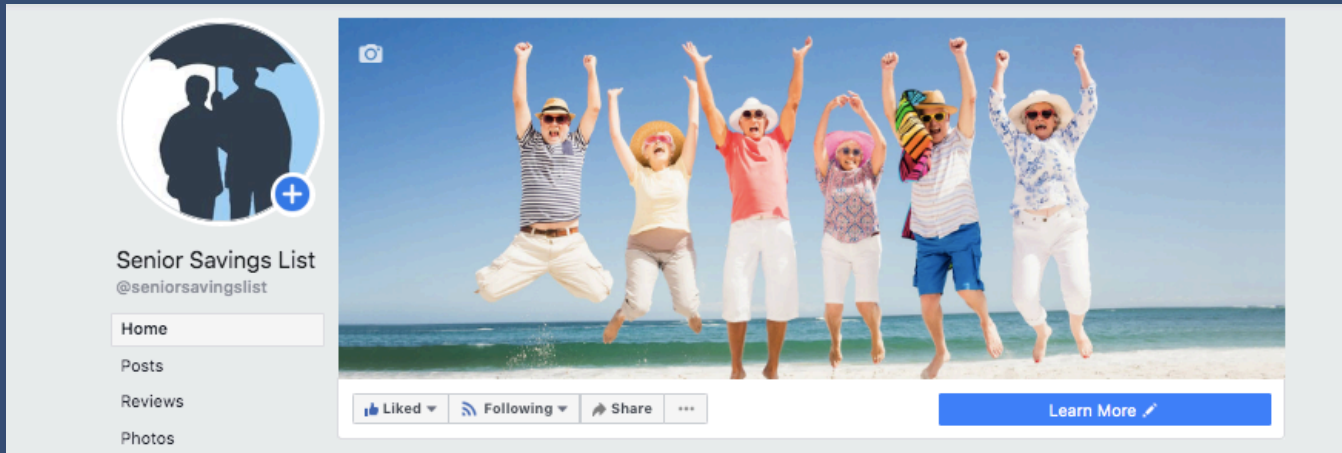 Senior Savings List
@seniorsavingslist
Home
Posts
Reviews
Photos
Liked
Following
Share
Learn More